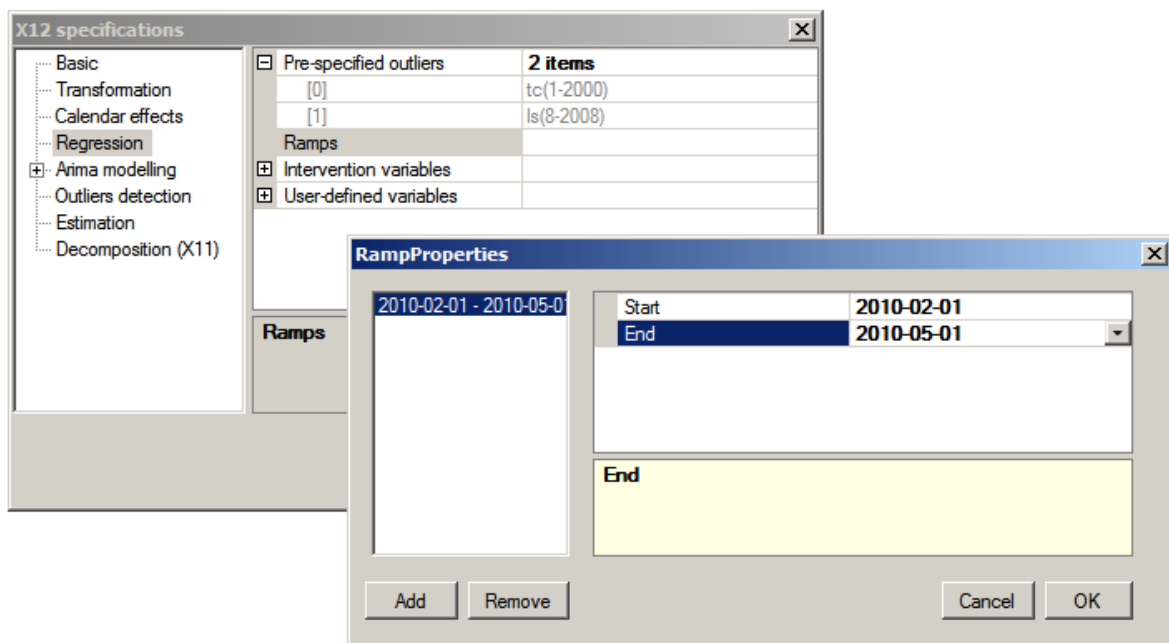 X12 specifications
Basic
Transformation
Calendar effects
Regression
Arima modelling
Outliers detection
Estimation
Decomposition (X11)
Pre-specified outliers 2 items
[0] tc(1-2000)
[1] ls(8-2008)
Ramps
Intervention variables
User-defined variables
Ramps
RampProperties
2010-02-01 - 2010-05-01
Start 2010-02-01
End 2010-05-01
End
Add Remove Cancel OK